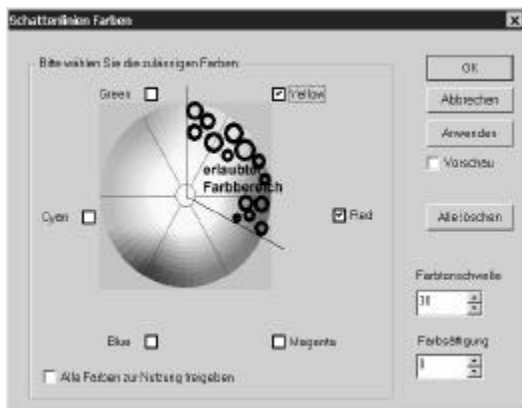 Schattenlinien Farben
Bitte wählen Sie die zulässigen Farben:
Green
Yellow
OK
Abbrechen
Anwenden
Vorschau
erlaubter
Farbbereich
Cyan
Red
Alle löschen
Farbtonschwelle
30
Blue
Magenta
Farbsättigung
Alle Farben zur Nutzung freigeben